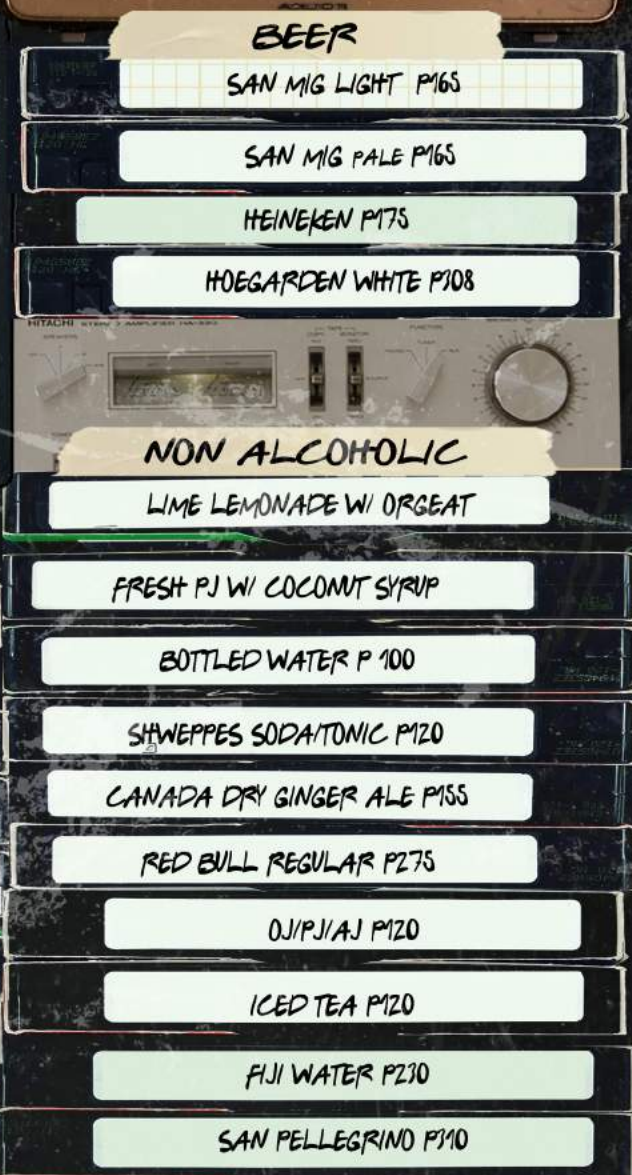 BEER
SAN MIG LIGHT P165
SAN MIG PALE P165
HEINEKEN P175
HOEGARDEN WHITE P308
HITACHI
NON ALCOHOLIC
LIME LEMONADE W/ ORGEAT
FRESH PJ W/ COCONUT SYRUP
BOTTLED WATER P 100
SHWEPPES SODA/TONIC P120
CANADA DRY GINGER ALE P155
RED BULL REGULAR P275
OJ/PJ/AJ P120
ICED TEA P120
FIJI WATER P230
SAN PELLEGRINO P310